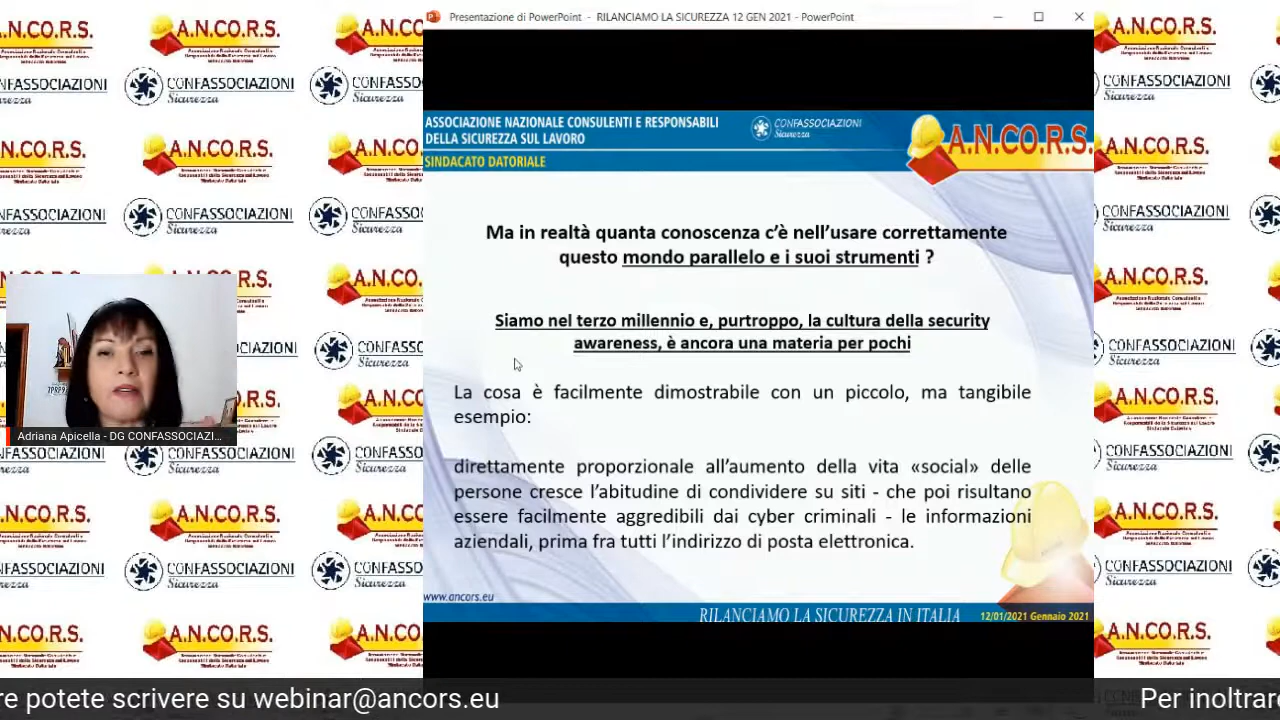 Presentazione di PowerPoint - RILANCIAMO LA SICUREZZA 12 GEN 2021 - PowerPoint
ASSOCIAZIONE NAZIONALE CONSULENTI E RESPONSABILI
DELLA SICUREZZA SUL LAVORO
SINDACATO DATORIALE
CONFASSOCIAZIONI
Sicurezza
A.N.CO.R.S.
Ma in realtà quanta conoscenza c'è nell'usare correttamente
questo mondo parallelo e i suoi strumenti ?
Siamo nel terzo millennio e, purtroppo, la cultura della security
awareness, è ancora una materia per pochi
La cosa è facilmente dimostrabile con un piccolo, ma tangibile
esempio:
direttamente proporzionale all'aumento della vita «social» delle
persone cresce l'abitudine di condividere su siti - che poi risultano
essere facilmente aggredibili dai cyber criminali - le informazioni
aziendali, prima fra tutti l'indirizzo di posta elettronica.
www.ancors.eu
RILANCIAMO LA SICUREZZA IN ITALIA
12/01/2021 Gennaio 2021
Adriana Apicella - DG CONFASSOCIAZI...
re potete scrivere su webinar@ancors.eu
Per inoltrar